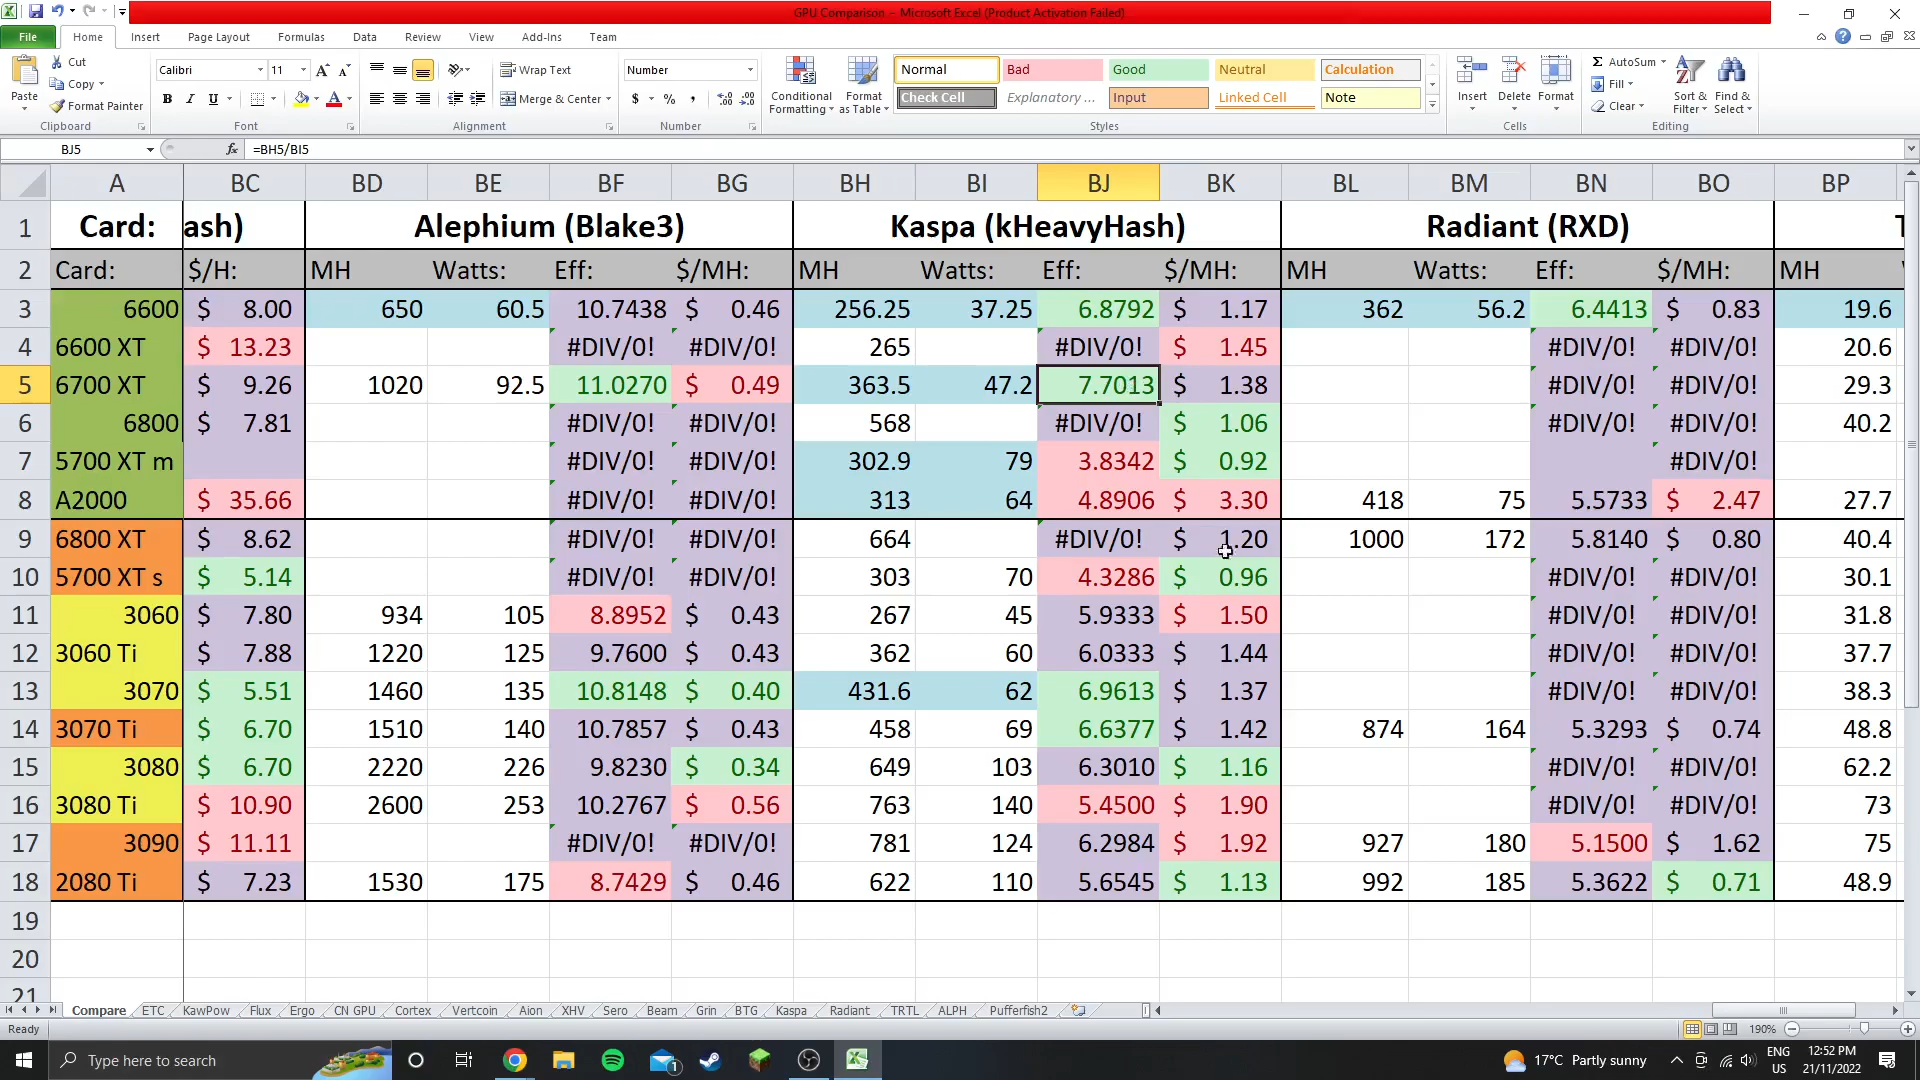 GPU Comparison - Microsoft Excel (Product Activation Failed)
File Home Insert Page Layout Formulas Data Review View Add-Ins Team
Paste Cut Copy Format Painter Clipboard
Calibri 11 B I U Font
Wrap Text Merge & Center Alignment
Number $ % , Number
Conditional Formatting Format as Table
Normal Bad Good Neutral Calculation
Check Cell Explanatory ... Input Linked Cell Note
Styles
Insert Delete Format Cells
AutoSum Fill Clear Sort & Filter Find & Select Editing
BJ5 fx =BH5/BI5
A BC BD BE BF BG BH BI BJ BK BL BM BN BO BP
1 Card: ash) Alephium (Blake3) Kaspa (kHeavyHash) Radiant (RXD)
2 Card: $/H: MH Watts: Eff: $/MH: MH Watts: Eff: $/MH: MH Watts: Eff: $/MH: MH
3 6600 $ 8.00 650 60.5 10.7438 $ 0.46 256.25 37.25 6.8792 $ 1.17 362 56.2 6.4413 $ 0.83 19.6
4 6600 XT $ 13.23 #DIV/0! #DIV/0! 265 #DIV/0! $ 1.45 #DIV/0! #DIV/0! 20.6
5 6700 XT $ 9.26 1020 92.5 11.0270 $ 0.49 363.5 47.2 7.7013 $ 1.38 #DIV/0! #DIV/0! 29.3
6 6800 $ 7.81 #DIV/0! #DIV/0! 568 #DIV/0! $ 1.06 #DIV/0! #DIV/0! 40.2
7 5700 XT m #DIV/0! #DIV/0! 302.9 79 3.8342 $ 0.92 #DIV/0!
8 A2000 $ 35.66 #DIV/0! #DIV/0! 313 64 4.8906 $ 3.30 418 75 5.5733 $ 2.47 27.7
9 6800 XT $ 8.62 #DIV/0! #DIV/0! 664 #DIV/0! $ 1.20 1000 172 5.8140 $ 0.80 40.4
10 5700 XT s $ 5.14 #DIV/0! #DIV/0! 303 70 4.3286 $ 0.96 #DIV/0! #DIV/0! 30.1
11 3060 $ 7.80 934 105 8.8952 $ 0.43 267 45 5.9333 $ 1.50 #DIV/0! #DIV/0! 31.8
12 3060 Ti $ 7.88 1220 125 9.7600 $ 0.43 362 60 6.0333 $ 1.44 #DIV/0! #DIV/0! 37.7
13 3070 $ 5.51 1460 135 10.8148 $ 0.40 431.6 62 6.9613 $ 1.37 #DIV/0! #DIV/0! 38.3
14 3070 Ti $ 6.70 1510 140 10.7857 $ 0.43 458 69 6.6377 $ 1.42 874 164 5.3293 $ 0.74 48.8
15 3080 $ 6.70 2220 226 9.8230 $ 0.34 649 103 6.3010 $ 1.16 #DIV/0! #DIV/0! 62.2
16 3080 Ti $ 10.90 2600 253 10.2767 $ 0.56 763 140 5.4500 $ 1.90 #DIV/0! #DIV/0! 73
17 3090 $ 11.11 #DIV/0! #DIV/0! 781 124 6.2984 $ 1.92 927 180 5.1500 $ 1.62 75
18 2080 Ti $ 7.23 1530 175 8.7429 $ 0.46 622 110 5.6545 $ 1.13 992 185 5.3622 $ 0.71 48.9
19
20
21
Compare ETC KawPow Flux Ergo CN GPU Cortex Vertcoin Aion XHV Sero Beam Grin BTG Kaspa Radiant TRTL ALPH Pufferfish2
Ready 190%
Type here to search 1 17°C Partly sunny ENG US 12:52 PM 21/11/2022